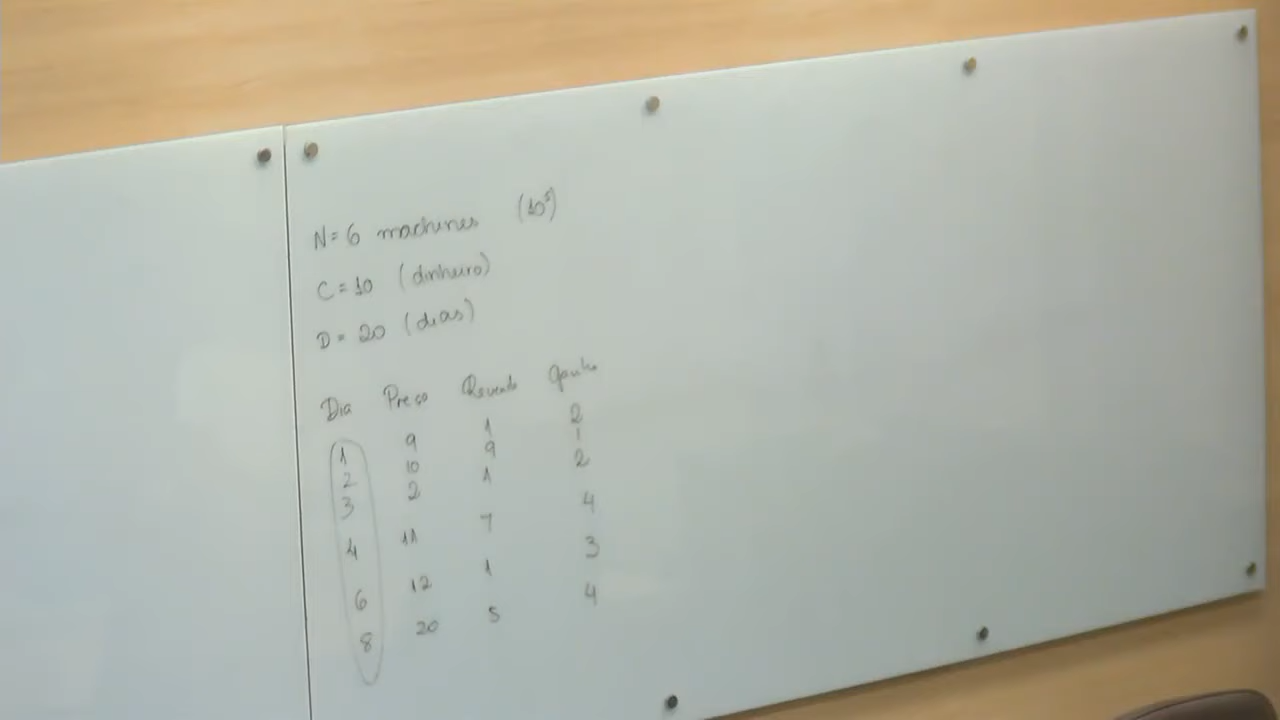 N=6 machines (10⁵)
C=10 (dinheiro)
D=20 (dias)
Dia Preço Revenda Ganho
1 9 1 2
2 10 9 1
3 2 1 2
4 11 7 4
6 12 1 3
8 20 5 4